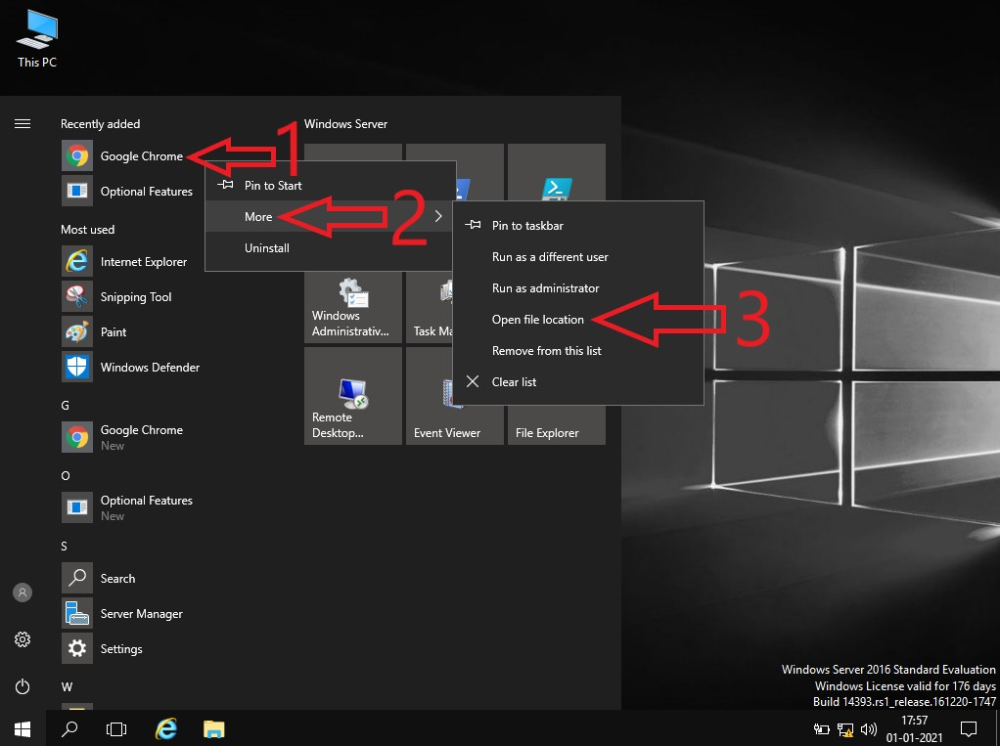 This PC
Recently added
Google Chrome
Optional Features
Most used
Internet Explorer
Snipping Tool
Paint
Windows Defender
G
Google Chrome
New
O
Optional Features
New
S
Search
Server Manager
Settings
W
Windows Server
1
Pin to Start
More
2
Uninstall
Pin to taskbar
Run as a different user
Run as administrator
Open file location
3
Remove from this list
Clear list
Windows
Administrativ...
Task Ma
Remote
Desktop...
Event Viewer
File Explorer
Windows Server 2016 Standard Evaluation
Windows License valid for 176 days
Build 14393.rs1_release.161220-1747
17:57
01-01-2021